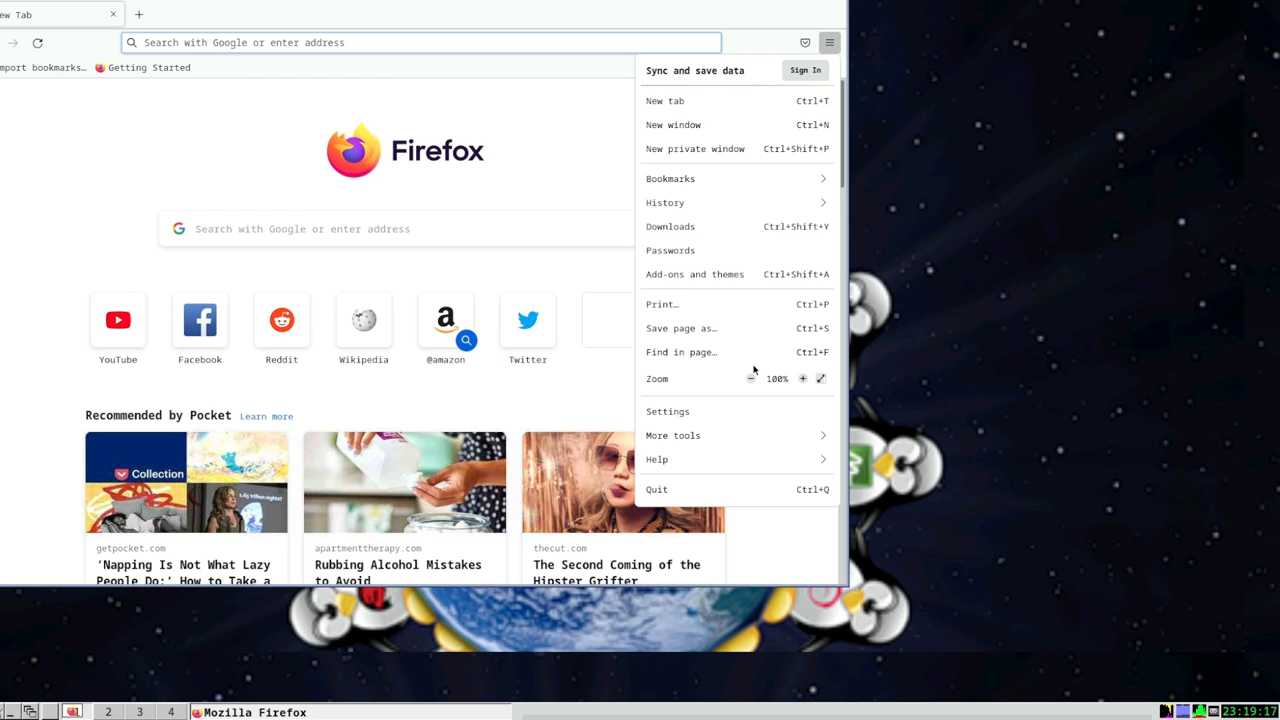 ew Tab
Search with Google or enter address
mport bookmarks…
Getting Started
Sync and save data
Sign In
New tab Ctrl+T
New window Ctrl+N
New private window Ctrl+Shift+P
Bookmarks
History
Downloads Ctrl+Shift+Y
Passwords
Add-ons and themes Ctrl+Shift+A
Print… Ctrl+P
Save page as… Ctrl+S
Find in page… Ctrl+F
Zoom 100%
Settings
More tools
Help
Quit Ctrl+Q
Firefox
Search with Google or enter address
YouTube
Facebook
Reddit
Wikipedia
@amazon
Twitter
Recommended by Pocket Learn more
Collection
getpocket.com
‘Napping Is Not What Lazy
People Do:’ How to Take a
apartmenttherapy.com
Rubbing Alcohol Mistakes
to Avoid
thecut.com
The Second Coming of the
Hipster Grifter
1
2
3
4
Mozilla Firefox
23:19:17